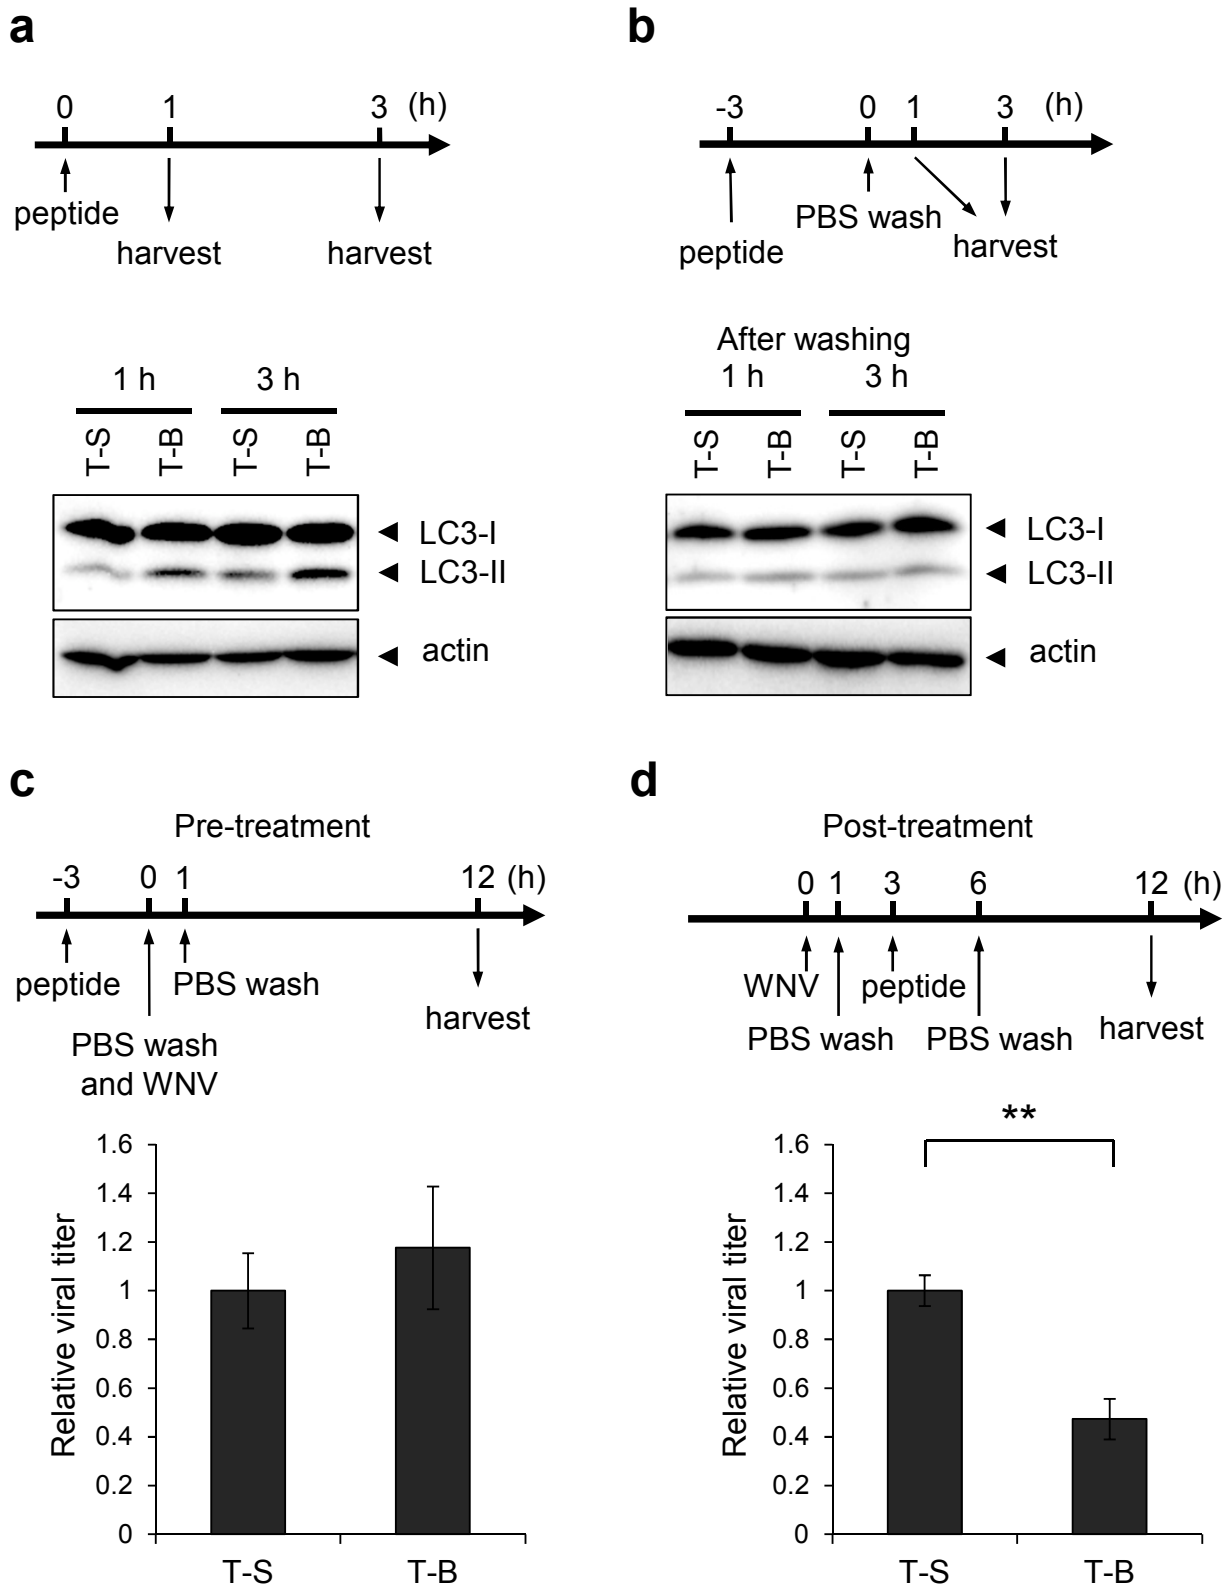 a
0 1 3 (h)
peptide
harvest harvest
1 h 3 h
T-S T-B T-S T-B
LC3-I
LC3-II
actin
b
-3 0 1 3 (h)
PBS wash
peptide harvest
After washing
1 h 3 h
T-S T-B T-S T-B
LC3-I
LC3-II
actin
c
Pre-treatment
-3 0 1 12 (h)
peptide PBS wash
harvest
PBS wash
and WNV
Relative viral titer
1.6
1.4
1.2
1
0.8
0.6
0.4
0.2
0
T-S T-B
d
Post-treatment
0 1 3 6 12 (h)
WNV peptide
PBS wash PBS wash harvest
**
Relative viral titer
1.6
1.4
1.2
1
0.8
0.6
0.4
0.2
0
T-S T-B